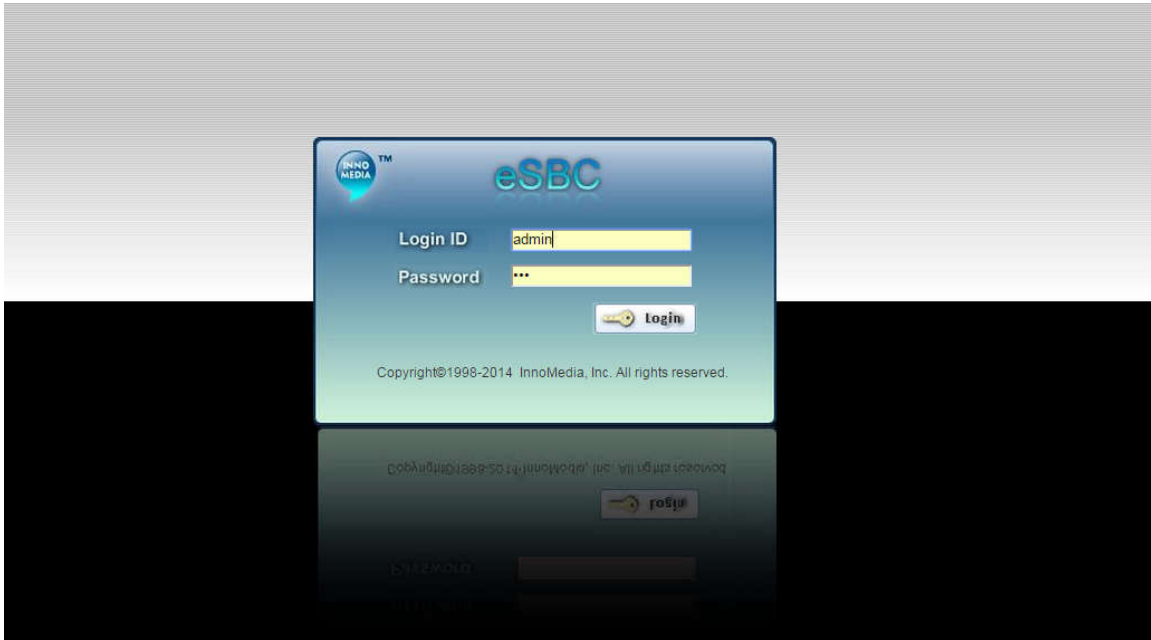 INNO
MEDIA
TM
eSBC
Login ID
admin
Password
•••
Login
Copyright©1998-2014 InnoMedia, Inc. All rights reserved.